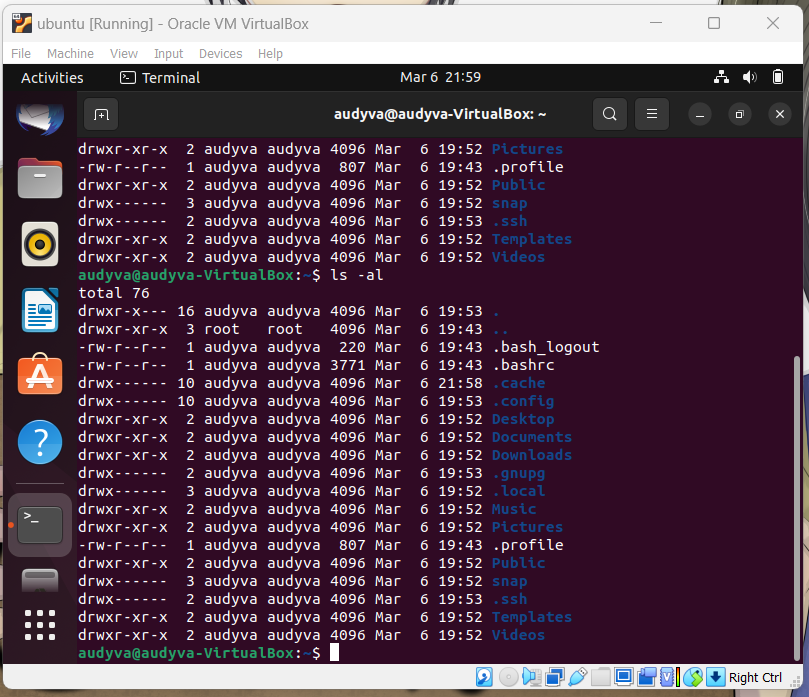 ubuntu [Running] - Oracle VM VirtualBox
File Machine View Input Devices Help
Activities Terminal Mar 6 21:59
audyva@audyva-VirtualBox: ~
drwxr-xr-x  2 audyva audyva 4096 Mar  6 19:52 Pictures
-rw-r--r--  1 audyva audyva  807 Mar  6 19:43 .profile
drwxr-xr-x  2 audyva audyva 4096 Mar  6 19:52 Public
drwx------  3 audyva audyva 4096 Mar  6 19:52 snap
drwx------  2 audyva audyva 4096 Mar  6 19:53 .ssh
drwxr-xr-x  2 audyva audyva 4096 Mar  6 19:52 Templates
drwxr-xr-x  2 audyva audyva 4096 Mar  6 19:52 Videos
audyva@audyva-VirtualBox:~$ ls -al
total 76
drwxr-x--- 16 audyva audyva 4096 Mar  6 19:53 .
drwxr-xr-x  3 root   root   4096 Mar  6 19:43 ..
-rw-r--r--  1 audyva audyva  220 Mar  6 19:43 .bash_logout
-rw-r--r--  1 audyva audyva 3771 Mar  6 19:43 .bashrc
drwx------ 10 audyva audyva 4096 Mar  6 21:58 .cache
drwx------ 10 audyva audyva 4096 Mar  6 19:53 .config
drwxr-xr-x  2 audyva audyva 4096 Mar  6 19:52 Desktop
drwxr-xr-x  2 audyva audyva 4096 Mar  6 19:52 Documents
drwxr-xr-x  2 audyva audyva 4096 Mar  6 19:52 Downloads
drwx------  2 audyva audyva 4096 Mar  6 19:53 .gnupg
drwx------  3 audyva audyva 4096 Mar  6 19:52 .local
drwxr-xr-x  2 audyva audyva 4096 Mar  6 19:52 Music
drwxr-xr-x  2 audyva audyva 4096 Mar  6 19:52 Pictures
-rw-r--r--  1 audyva audyva  807 Mar  6 19:43 .profile
drwxr-xr-x  2 audyva audyva 4096 Mar  6 19:52 Public
drwx------  3 audyva audyva 4096 Mar  6 19:52 snap
drwx------  2 audyva audyva 4096 Mar  6 19:53 .ssh
drwxr-xr-x  2 audyva audyva 4096 Mar  6 19:52 Templates
drwxr-xr-x  2 audyva audyva 4096 Mar  6 19:52 Videos
audyva@audyva-VirtualBox:~$
Right Ctrl